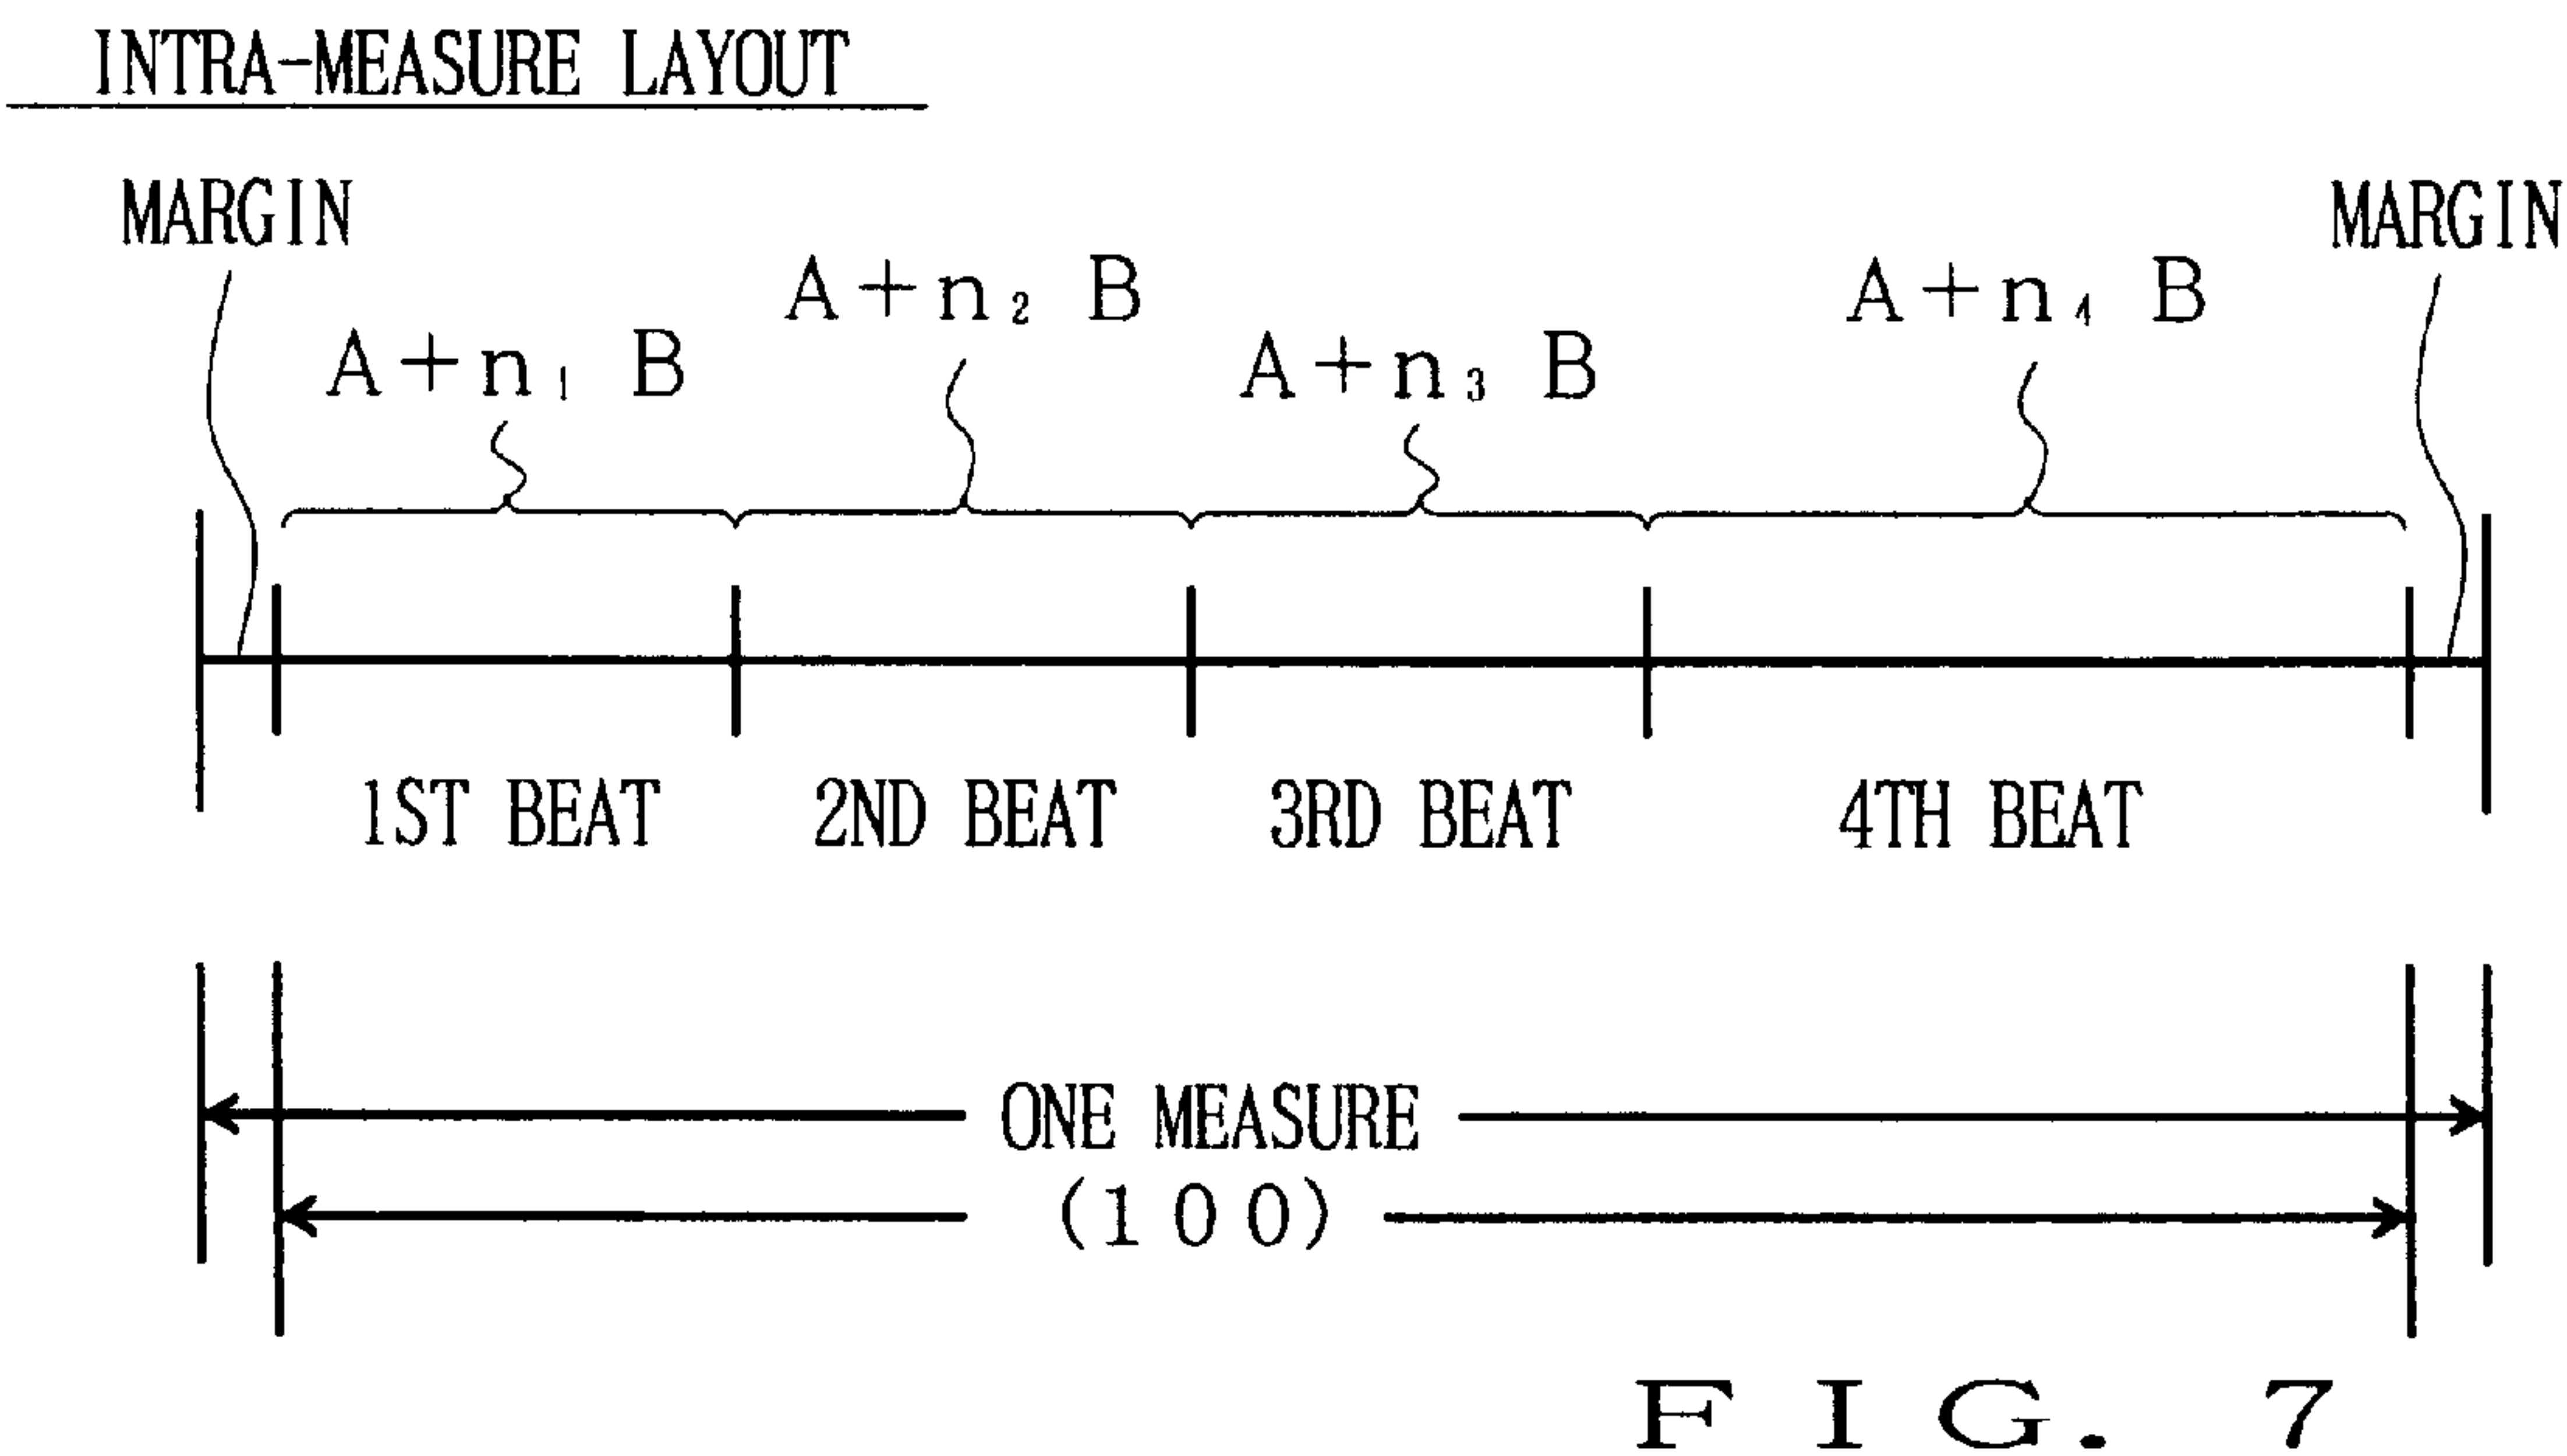 INTRA-MEASURE LAYOUT
MARGIN MARGIN
A+n₂ B A+n₄ B
A+n₁ B A+n₃ B
1ST BEAT 2ND BEAT 3RD BEAT 4TH BEAT
ONE MEASURE
(100)
FIG. 7